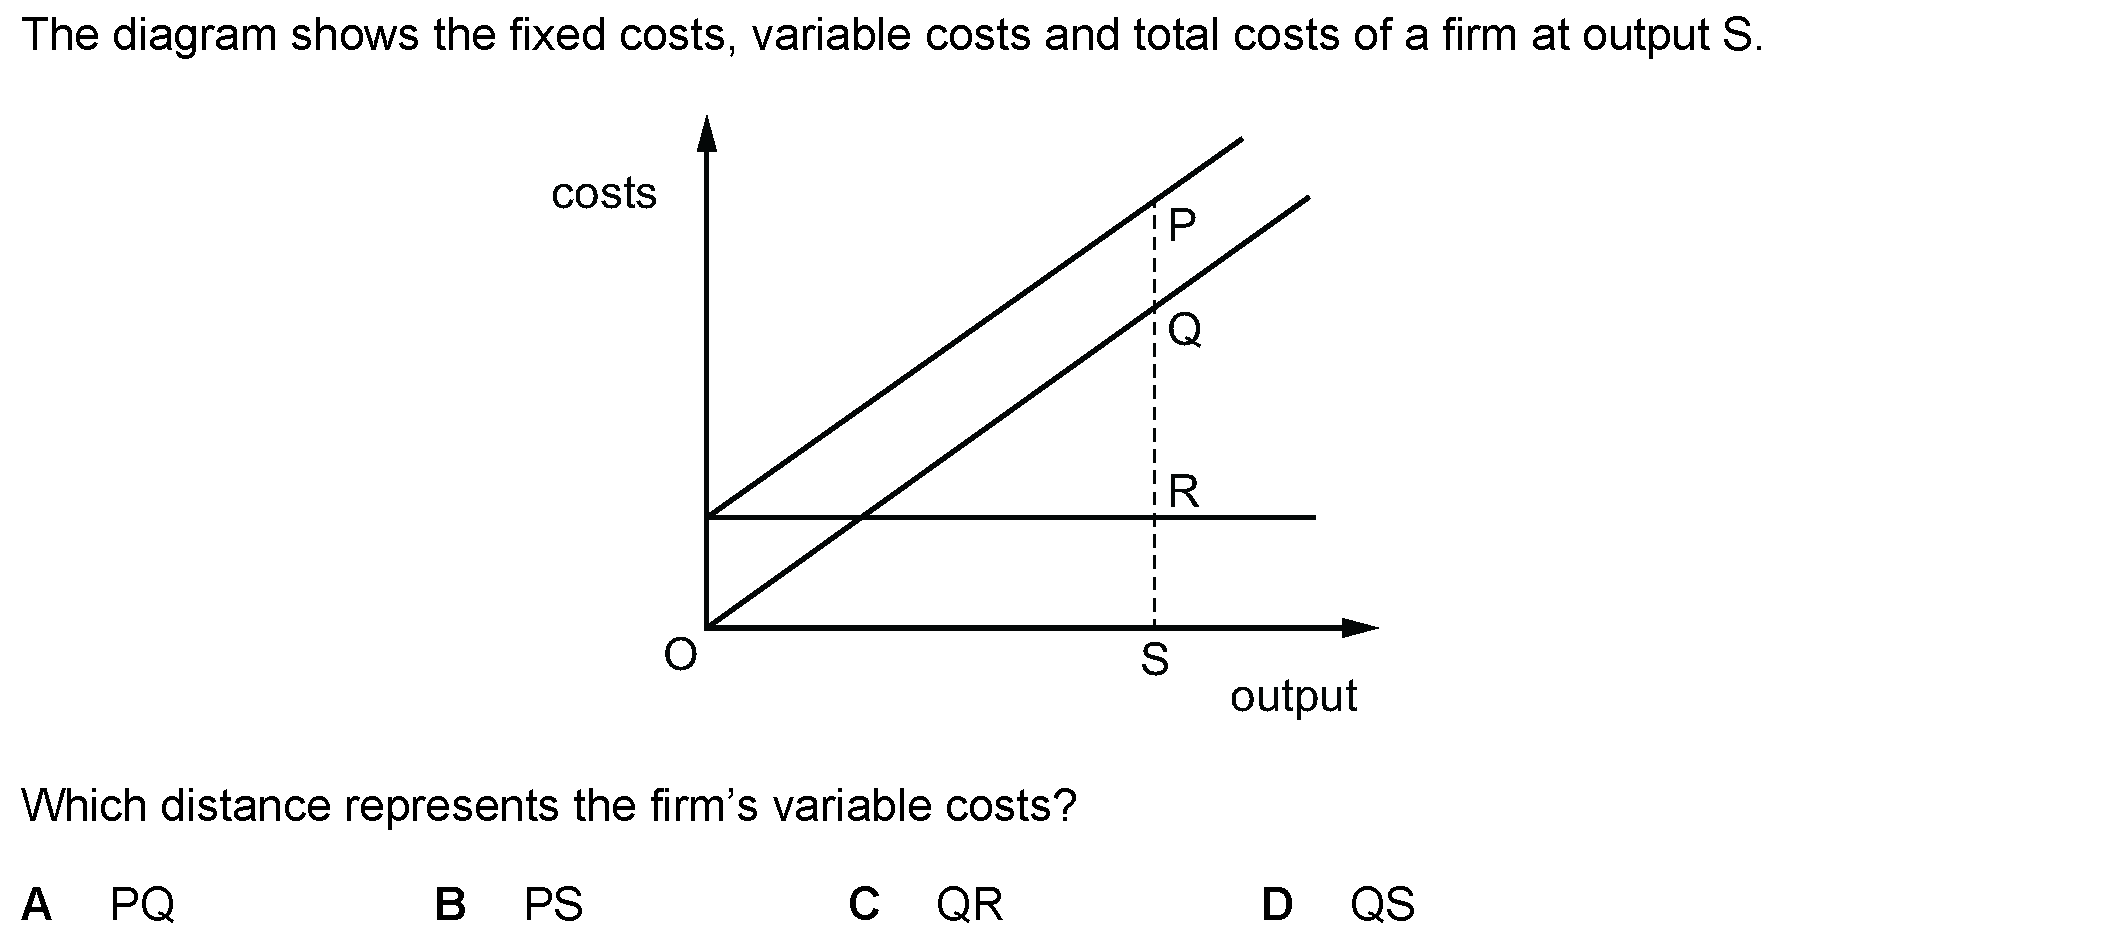 The diagram shows the fixed costs, variable costs and total costs of a firm at output S.
costs
P
Q
R
O
S
output
Which distance represents the firm’s variable costs?
A PQ B PS C QR D QS